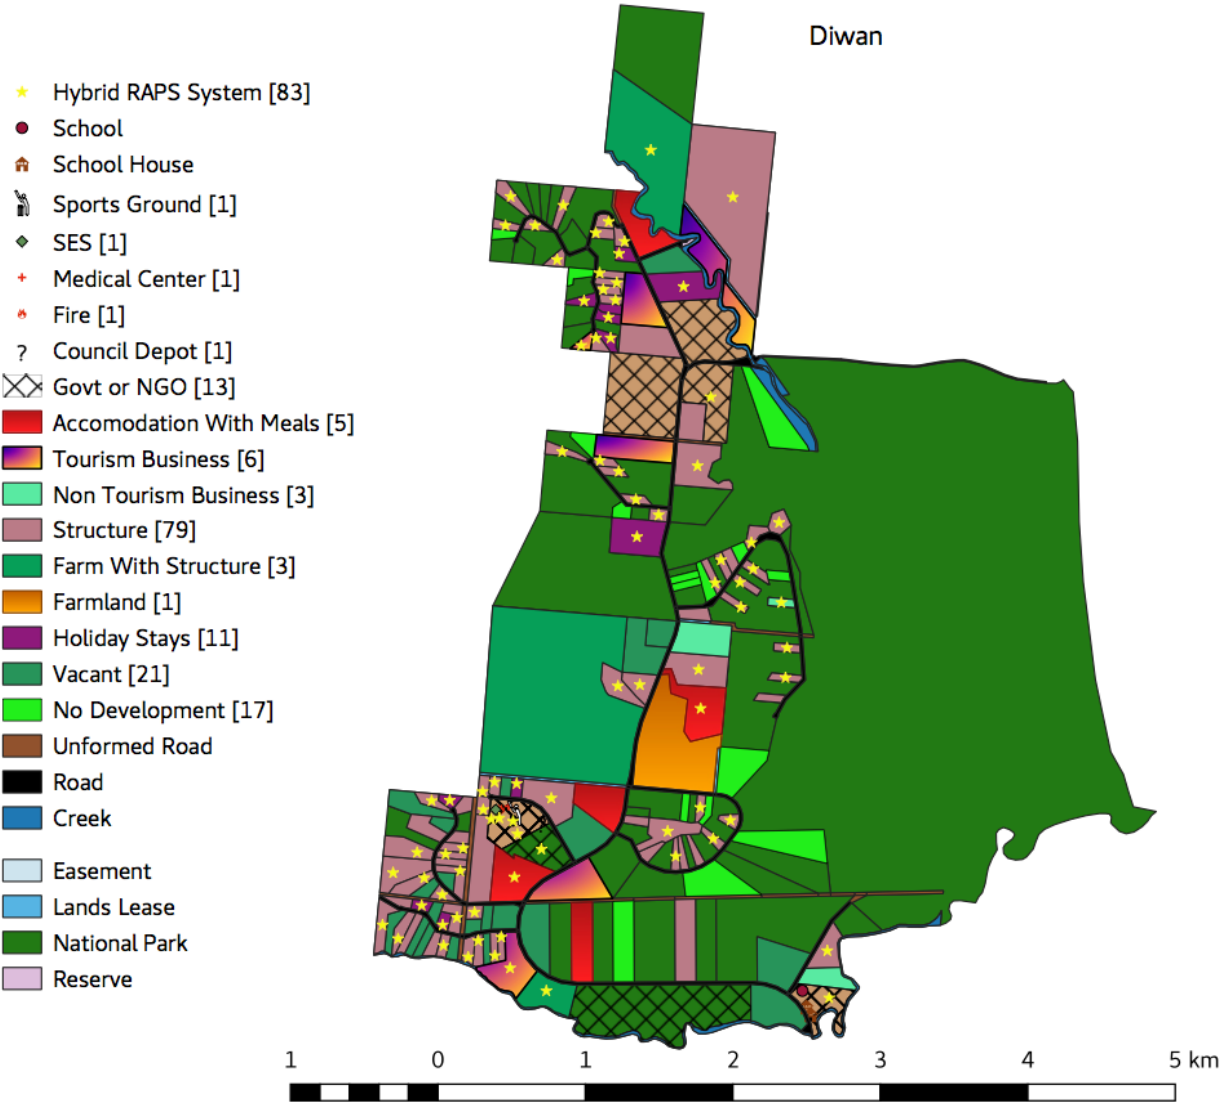 Diwan
Hybrid RAPS System [83]
School
School House
Sports Ground [1]
SES [1]
Medical Center [1]
Fire [1]
? Council Depot [1]
Govt or NGO [13]
Accomodation With Meals [5]
Tourism Business [6]
Non Tourism Business [3]
Structure [79]
Farm With Structure [3]
Farmland [1]
Holiday Stays [11]
Vacant [21]
No Development [17]
Unformed Road
Road
Creek
Easement
Lands Lease
National Park
Reserve
1 0 1 2 3 4 5 km